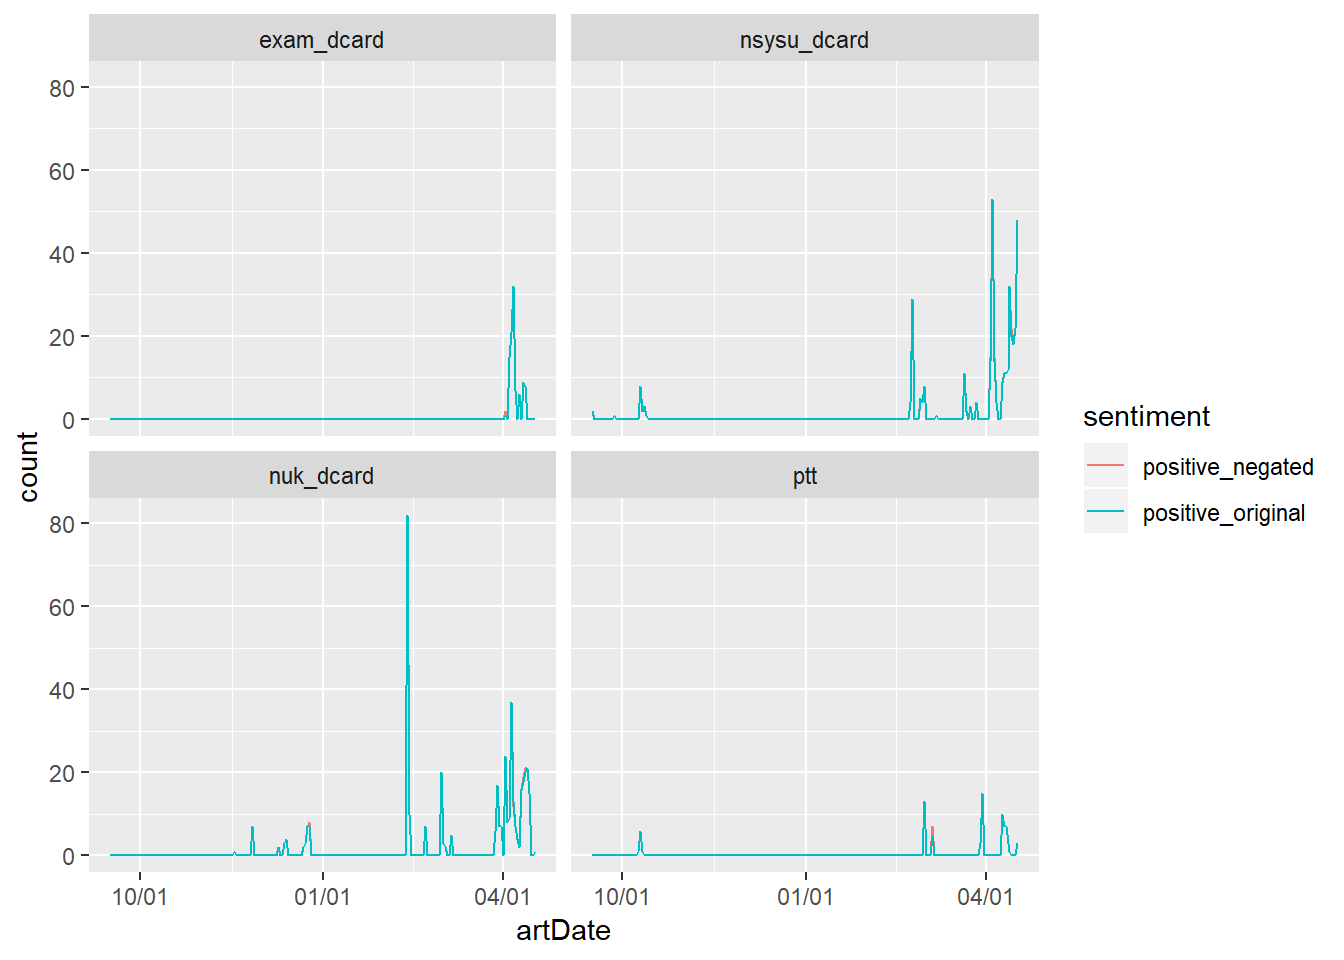 exam_dcard
nsysu_dcard
80
60
40
20
0
nuk_dcard
ptt
80
60
40
20
0
10/01
01/01
04/01
10/01
01/01
04/01
artDate
count
sentiment
positive_negated
positive_original